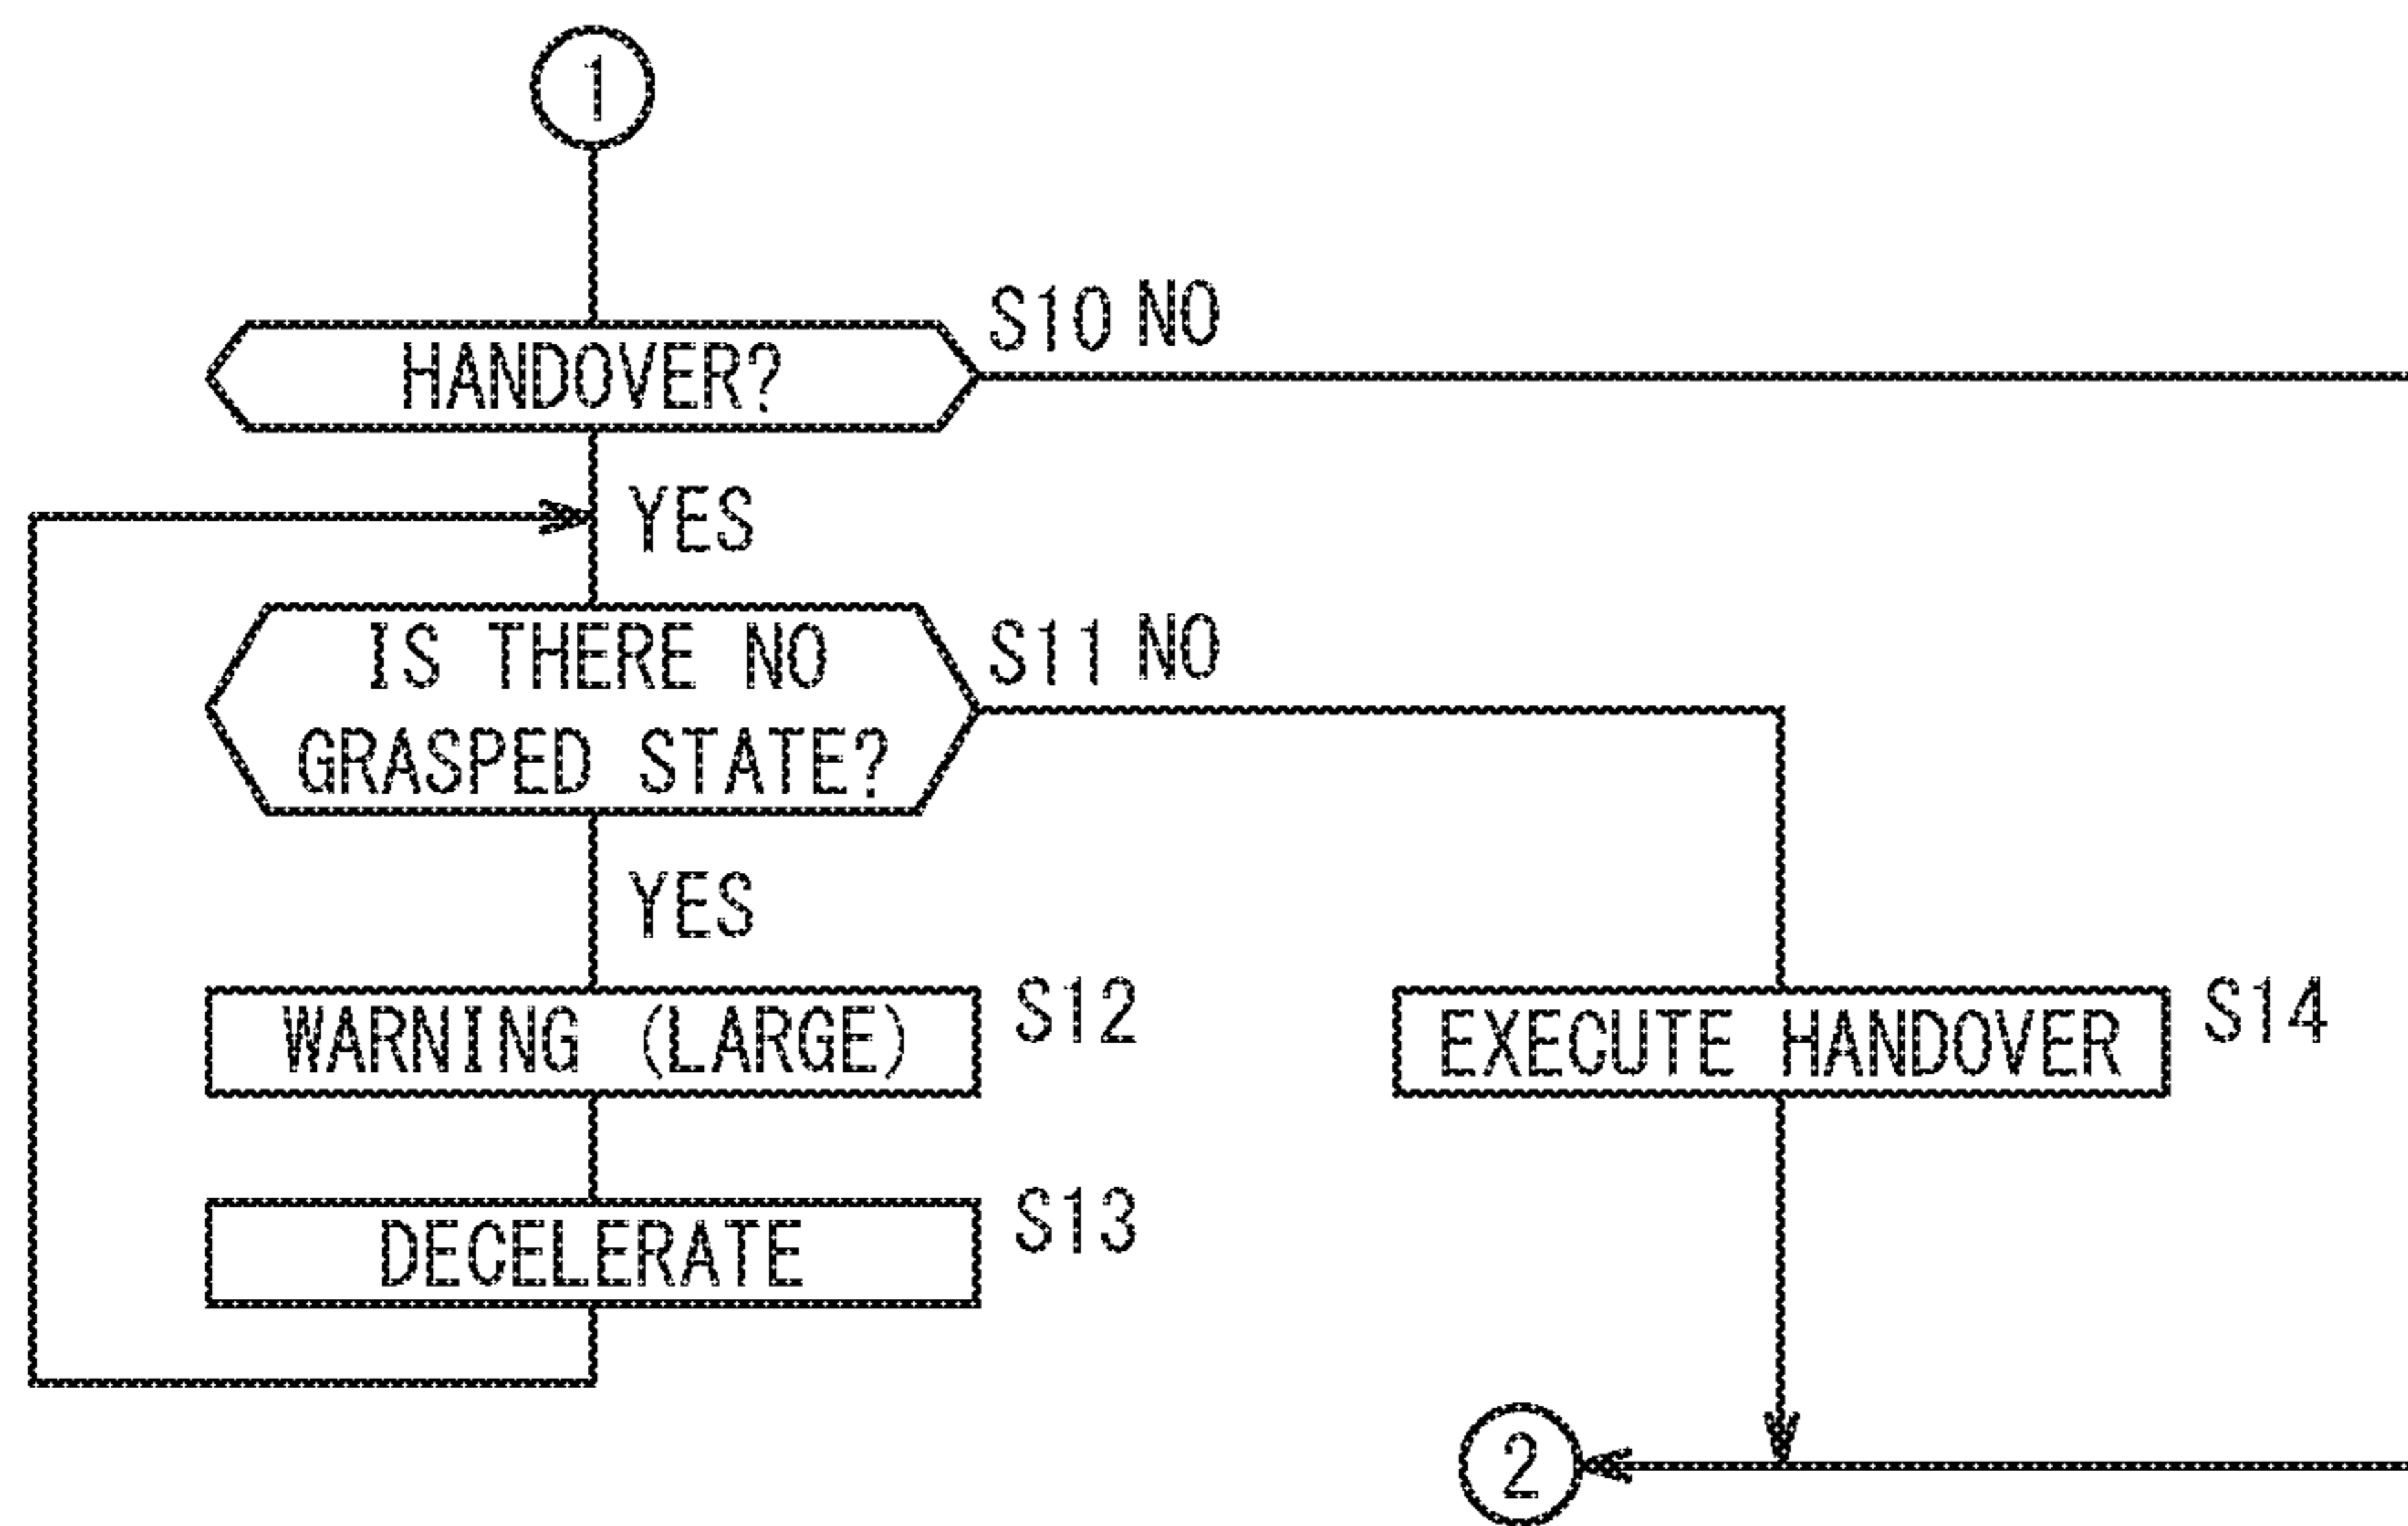 1
S10 NO
HANDOVER?
YES
IS THERE NO
GRASPED STATE?
S11 NO
YES
WARNING (LARGE)
S12
EXECUTE HANDOVER
S14
DECELERATE
S13
2